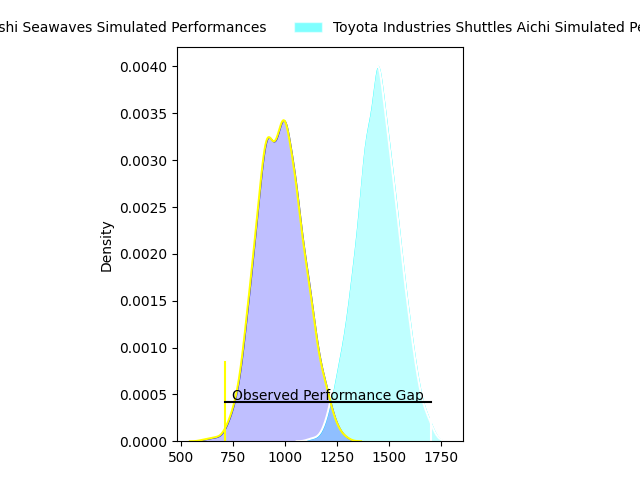 shi Seawaves Simulated Performances
Toyota Industries Shuttles Aichi Simulated Pe
Density
0.0040
0.0035
0.0030
0.0025
0.0020
0.0015
0.0010
0.0005
0.0000
Observed Performance Gap
500 750 1000 1250 1500 1750